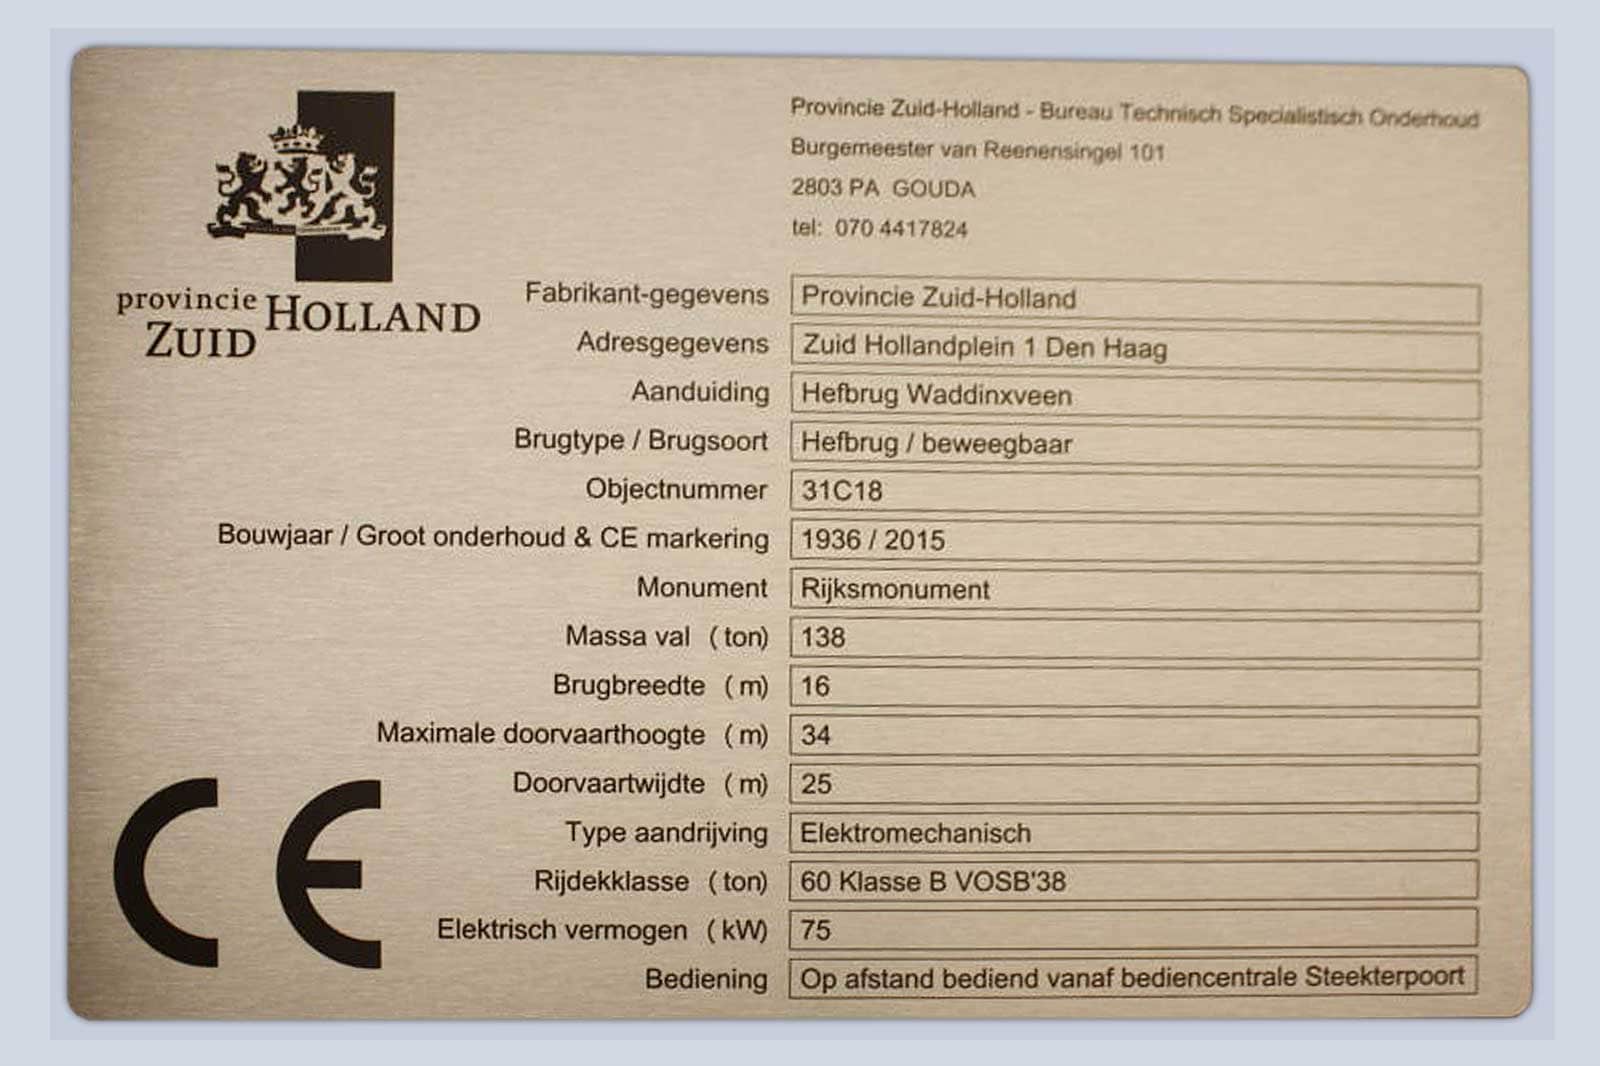 Provincie Zuid-Holland - Bureau Technisch Specialistisch Onderhoud
Burgemeester van Reenensingel 101
2803 PA GOUDA
tel: 070 4417824
provincie HOLLAND
ZUID
Fabrikant-gegevens Provincie Zuid-Holland
Adresgegevens Zuid Hollandplein 1 Den Haag
Aanduiding Hefbrug Waddinxveen
Brugtype / Brugsoort Hefbrug / beweegbaar
Objectnummer 31C18
Bouwjaar / Groot onderhoud & CE markering 1936 / 2015
Monument Rijksmonument
Massa val (ton) 138
Brugbreedte (m) 16
Maximale doorvaarthoogte (m) 34
Doorvaartwijdte (m) 25
Type aandrijving Elektromechanisch
Rijdekklasse (ton) 60 Klasse B VOSB'38
Elektrisch vermogen (kW) 75
Bediening Op afstand bediend vanaf bediencentrale Steekterpoort
CE